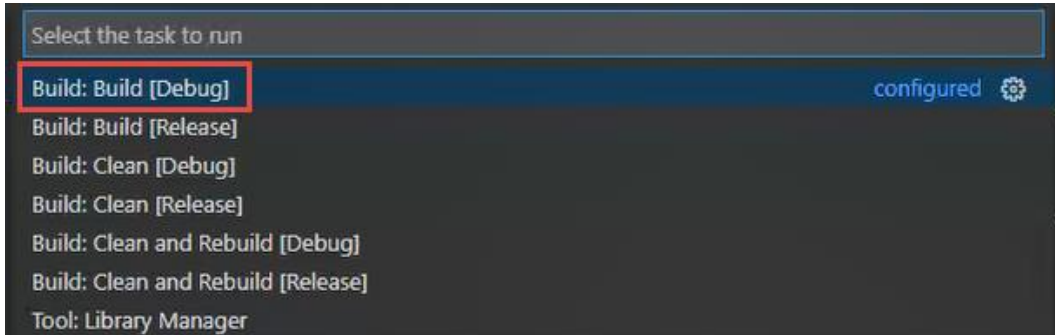 Select the task to run
Build: Build [Debug] configured
Build: Build [Release]
Build: Clean [Debug]
Build: Clean [Release]
Build: Clean and Rebuild [Debug]
Build: Clean and Rebuild [Release]
Tool: Library Manager